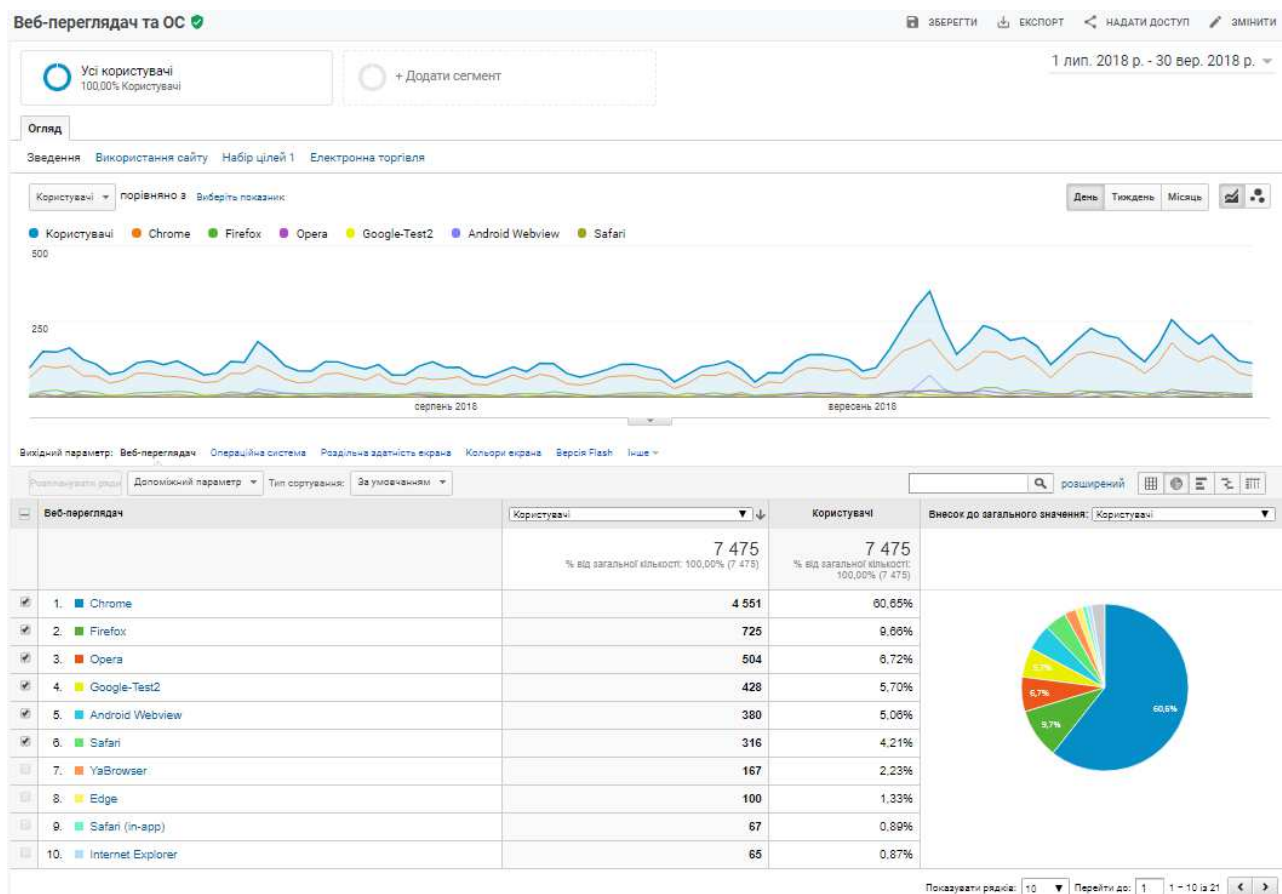 Веб-переглядач та ОС
ЗБЕРЕГТИ ЕКСПОРТ НАДАТИ ДОСТУП ЗМІНИТИ
Усі користувачі
100,00% Користувачі
+ Додати сегмент
1 лип. 2018 р. - 30 вер. 2018 р.
Огляд
Зведення Використання сайту Набір цілей 1 Електронна торгівля
Користувачі порівняно з Виберіть показник
День Тиждень Місяць
Користувачі Chrome Firefox Opera Google-Test2 Android Webview Safari
500
250
серпень 2018 вересень 2018
Вихідний параметр: Веб-переглядач Операційна система Роздільна здатність екрана Кольори екрана Версія Flash Інше
Допоміжний параметр Тип сортування: За умовчанням розширений
Веб-переглядач Користувачі Користувачі Внесок до загального значення: Користувачі
7 475 7 475
% від загальної кількості: 100,00% (7 475) % від загальної кількості:
100,00% (7 475)
1. Chrome 4 551 60,65%
2. Firefox 725 9,66%
3. Opera 504 6,72%
4. Google-Test2 428 5,70%
5. Android Webview 380 5,06%
6. Safari 316 4,21%
7. YaBrowser 167 2,23%
8. Edge 100 1,33%
9. Safari (in-app) 67 0,89%
10. Internet Explorer 65 0,87%
5,7%
6,7%
60,6%
9,7%
Показувати рядків: 10 Перейти до: 1 1 – 10 із 21